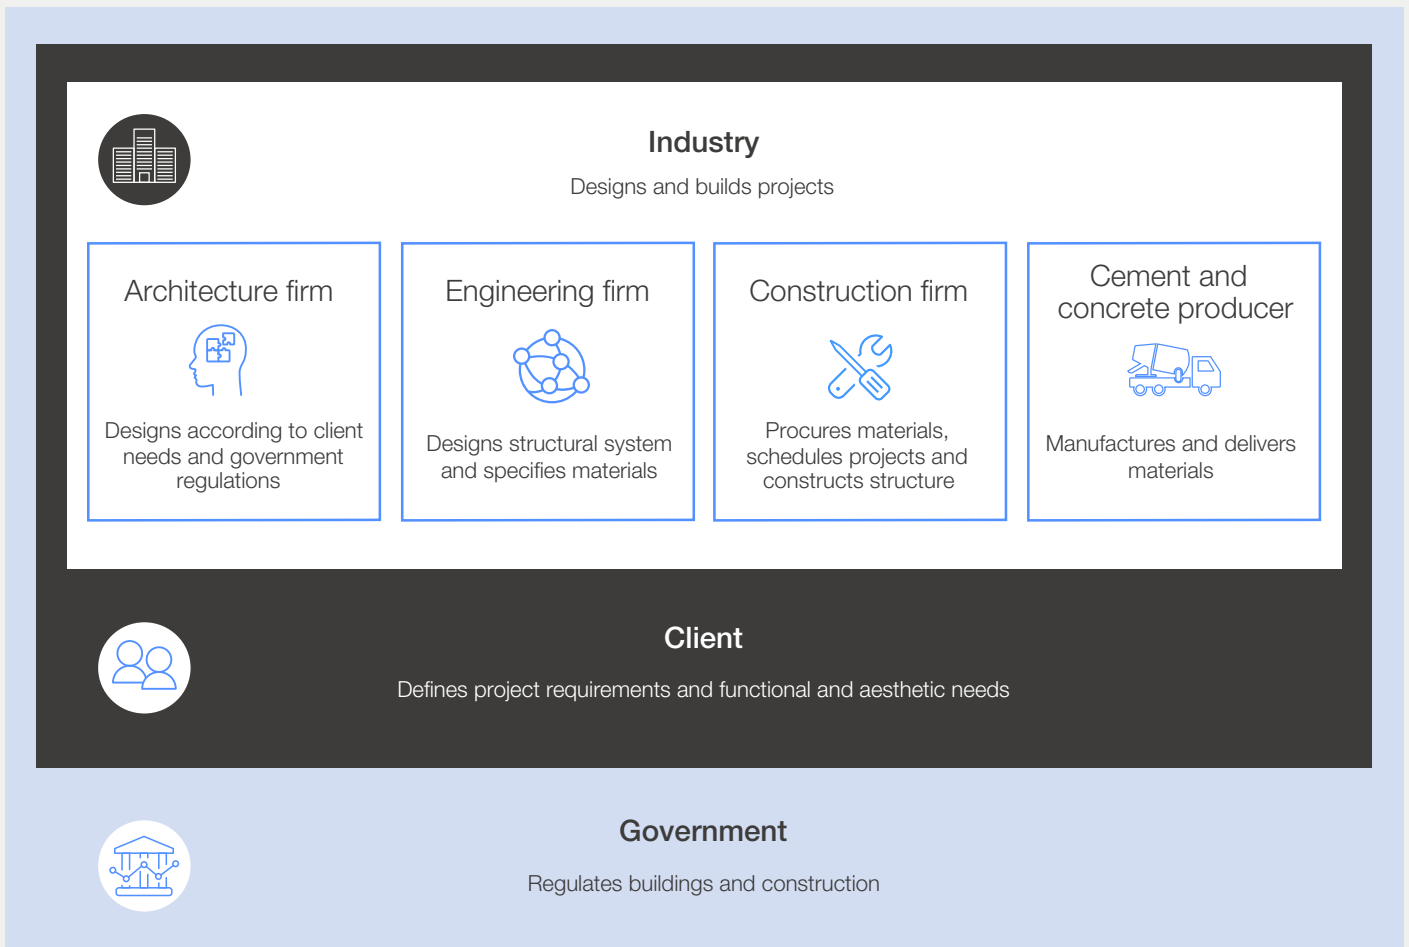 Industry
Designs and builds projects
Architecture firm
Designs according to client
needs and government
regulations
Engineering firm
Designs structural system
and specifies materials
Construction firm
Procures materials,
schedules projects and
constructs structure
Cement and
concrete producer
Manufactures and delivers
materials
Client
Defines project requirements and functional and aesthetic needs
Government
Regulates buildings and construction